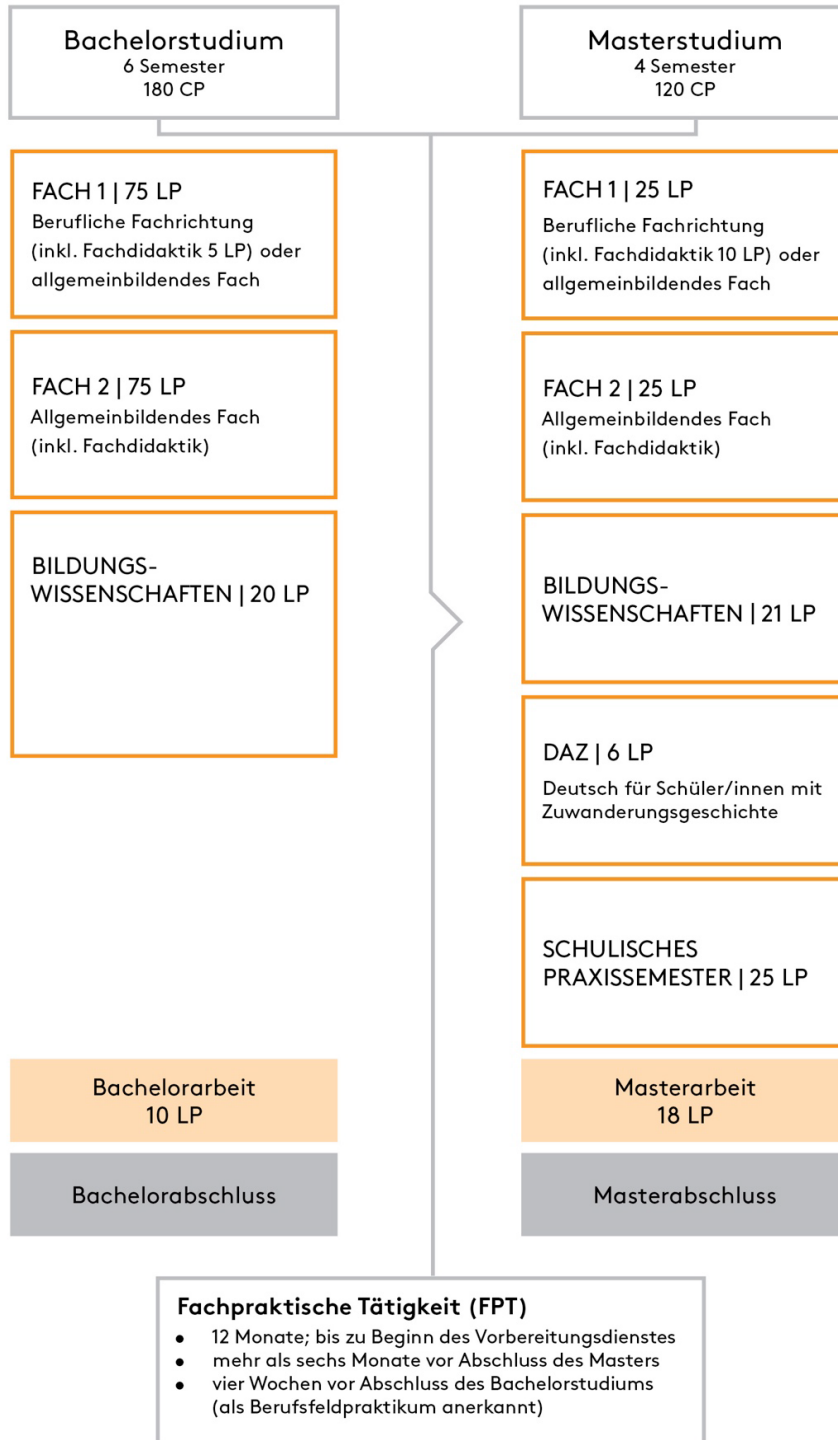 Bachelorstudium
6 Semester
180 CP
Masterstudium
4 Semester
120 CP
FACH 1 | 75 LP
Berufliche Fachrichtung
(inkl. Fachdidaktik 5 LP) oder
allgemeinbildendes Fach
FACH 2 | 75 LP
Allgemeinbildendes Fach
(inkl. Fachdidaktik)
BILDUNGS-
WISSENSCHAFTEN | 20 LP
FACH 1 | 25 LP
Berufliche Fachrichtung
(inkl. Fachdidaktik 10 LP) oder
allgemeinbildendes Fach
FACH 2 | 25 LP
Allgemeinbildendes Fach
(inkl. Fachdidaktik)
BILDUNGS-
WISSENSCHAFTEN | 21 LP
DAZ | 6 LP
Deutsch für Schüler/innen mit
Zuwanderungsgeschichte
SCHULISCHES
PRAXISSEMESTER | 25 LP
Bachelorarbeit
10 LP
Masterarbeit
18 LP
Bachelorabschluss
Masterabschluss
Fachpraktische Tätigkeit (FPT)
• 12 Monate; bis zu Beginn des Vorbereitungsdienstes
• mehr als sechs Monate vor Abschluss des Masters
• vier Wochen vor Abschluss des Bachelorstudiums
(als Berufsfeldpraktikum anerkannt)